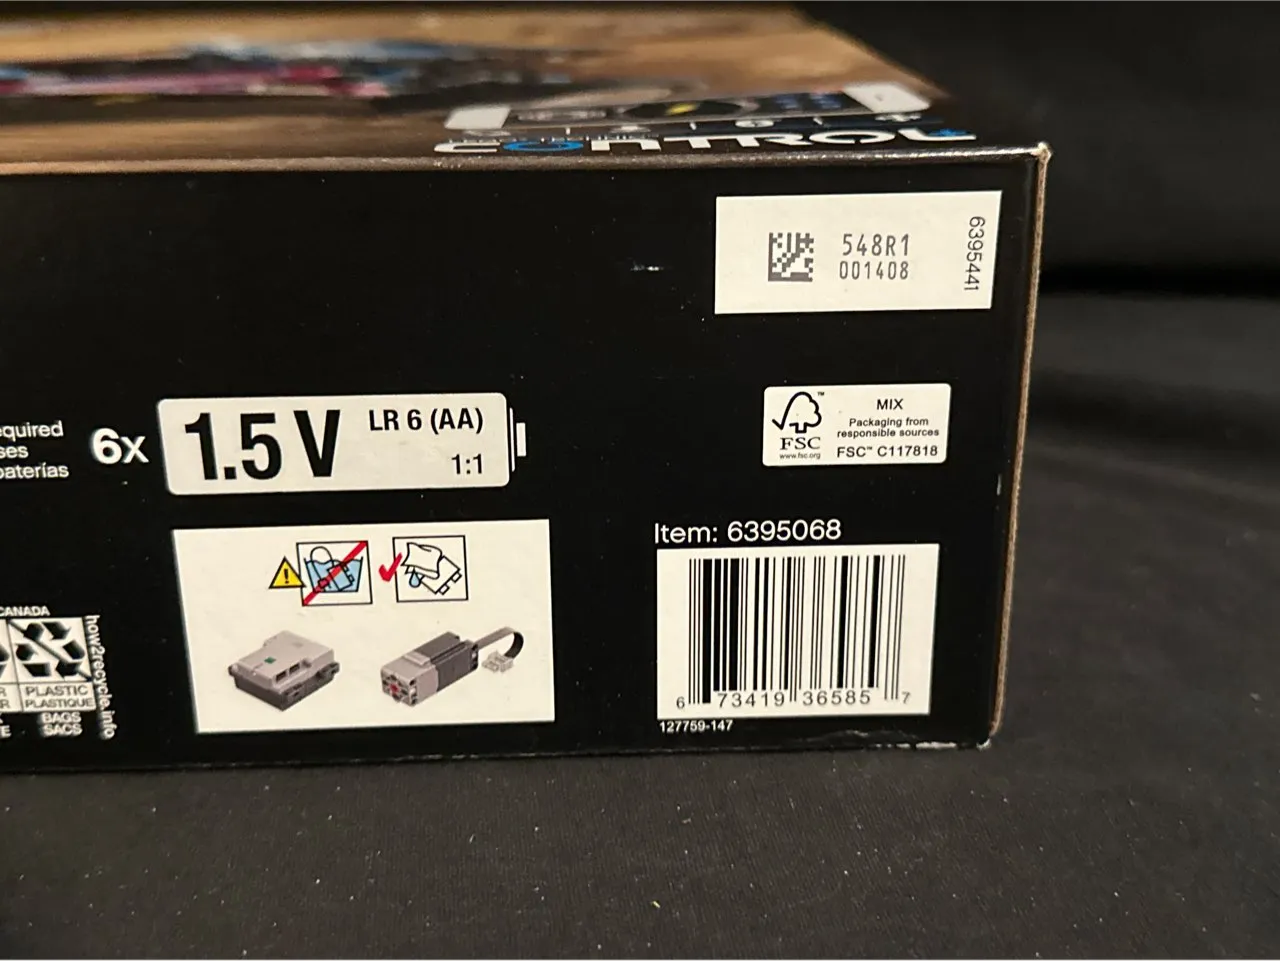 CONTROL+
548R1
001408
6395441
6x
1.5 V
LR 6 (AA)
1:1
FSC
www.fsc.org
MIX
Packaging from
responsible sources
FSC™ C117818
Item: 6395068
6 73419 36585 7
127759-147
baterías
CANADA
PLASTIC
PLASTIQUE
BAGS
SACS
how2recycle.info